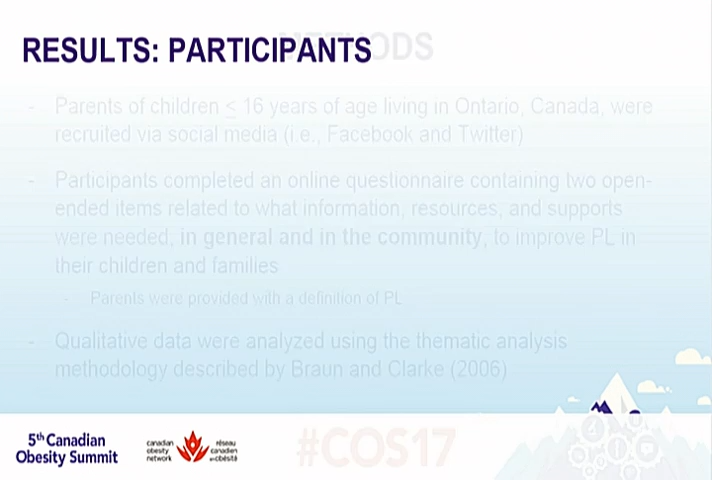 RESULTS: PARTICIPANTS
METHODS
- Parents of children ≤ 16 years of age living in Ontario, Canada, were
recruited via social media (i.e., Facebook and Twitter)
- Participants completed an online questionnaire containing two open-
ended items related to what information, resources, and supports
were needed, in general and in the community, to improve PL in
their children and families
- Parents were provided with a definition of PL
- Qualitative data were analyzed using the thematic analysis
methodology described by Braun and Clarke (2006)
5th Canadian
Obesity Summit
canadian
obesity
network
réseau
canadien
en obésité
#COS17